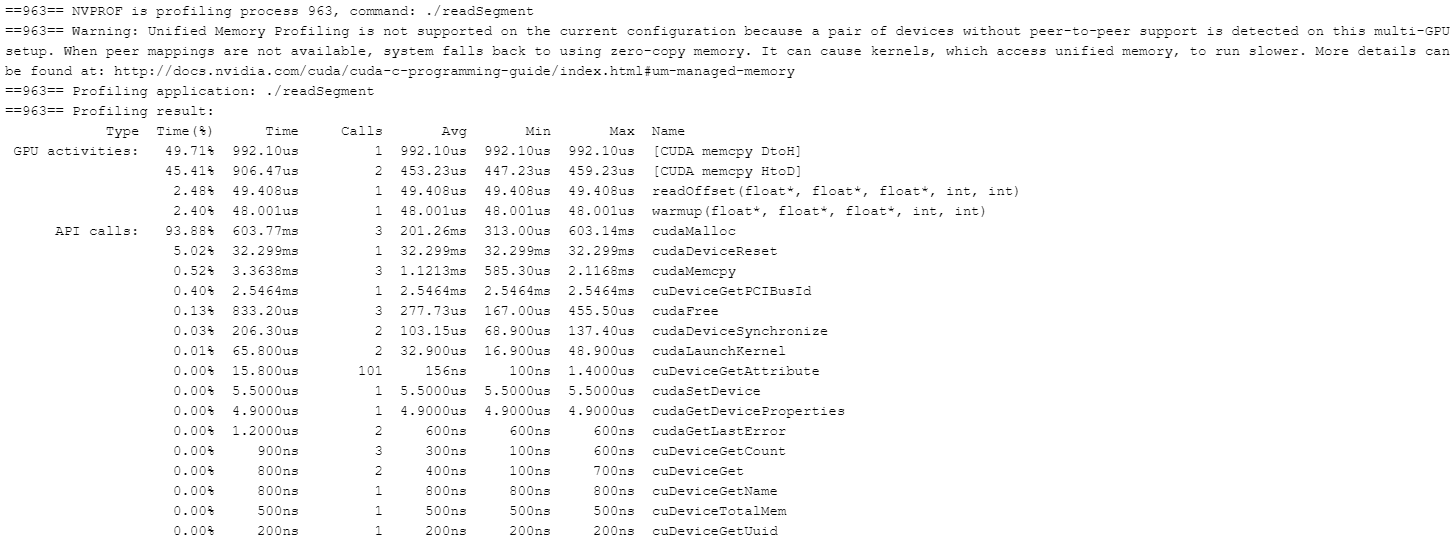 ==963== NVPROF is profiling process 963, command: ./readSegment
==963== Warning: Unified Memory Profiling is not supported on the current configuration because a pair of devices without peer-to-peer support is detected on this multi-GPU
setup. When peer mappings are not available, system falls back to using zero-copy memory. It can cause kernels, which access unified memory, to run slower. More details can
be found at: http://docs.nvidia.com/cuda/cuda-c-programming-guide/index.html#um-managed-memory
==963== Profiling application: ./readSegment
==963== Profiling result:
            Type  Time(%)      Time     Calls       Avg       Min       Max  Name
 GPU activities:   49.71%  992.10us         1  992.10us  992.10us  992.10us  [CUDA memcpy DtoH]
                   45.41%  906.47us         2  453.23us  447.23us  459.23us  [CUDA memcpy HtoD]
                    2.48%  49.408us         1  49.408us  49.408us  49.408us  readOffset(float*, float*, float*, int, int)
                    2.40%  48.001us         1  48.001us  48.001us  48.001us  warmup(float*, float*, float*, int, int)
      API calls:   93.88%  603.77ms         3  201.26ms  313.00us  603.14ms  cudaMalloc
                    5.02%  32.299ms         1  32.299ms  32.299ms  32.299ms  cudaDeviceReset
                    0.52%  3.3638ms         3  1.1213ms  585.30us  2.1168ms  cudaMemcpy
                    0.40%  2.5464ms         1  2.5464ms  2.5464ms  2.5464ms  cuDeviceGetPCIBusId
                    0.13%  833.20us         3  277.73us  167.00us  455.50us  cudaFree
                    0.03%  206.30us         2  103.15us  68.900us  137.40us  cudaDeviceSynchronize
                    0.01%  65.800us         2  32.900us  16.900us  48.900us  cudaLaunchKernel
                    0.00%  15.800us       101     156ns     100ns  1.4000us  cuDeviceGetAttribute
                    0.00%  5.5000us         1  5.5000us  5.5000us  5.5000us  cudaSetDevice
                    0.00%  4.9000us         1  4.9000us  4.9000us  4.9000us  cudaGetDeviceProperties
                    0.00%  1.2000us         2     600ns     600ns     600ns  cudaGetLastError
                    0.00%     900ns         3     300ns     100ns     600ns  cuDeviceGetCount
                    0.00%     800ns         2     400ns     100ns     700ns  cuDeviceGet
                    0.00%     800ns         1     800ns     800ns     800ns  cuDeviceGetName
                    0.00%     500ns         1     500ns     500ns     500ns  cuDeviceTotalMem
                    0.00%     200ns         1     200ns     200ns     200ns  cuDeviceGetUuid